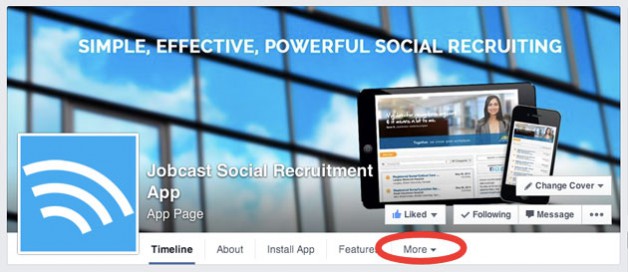 SIMPLE, EFFECTIVE, POWERFUL SOCIAL RECRUITING
Jobcast Social Recruitment
App
App Page
Change Cover
Liked Following Message
Timeline About Install App Features More